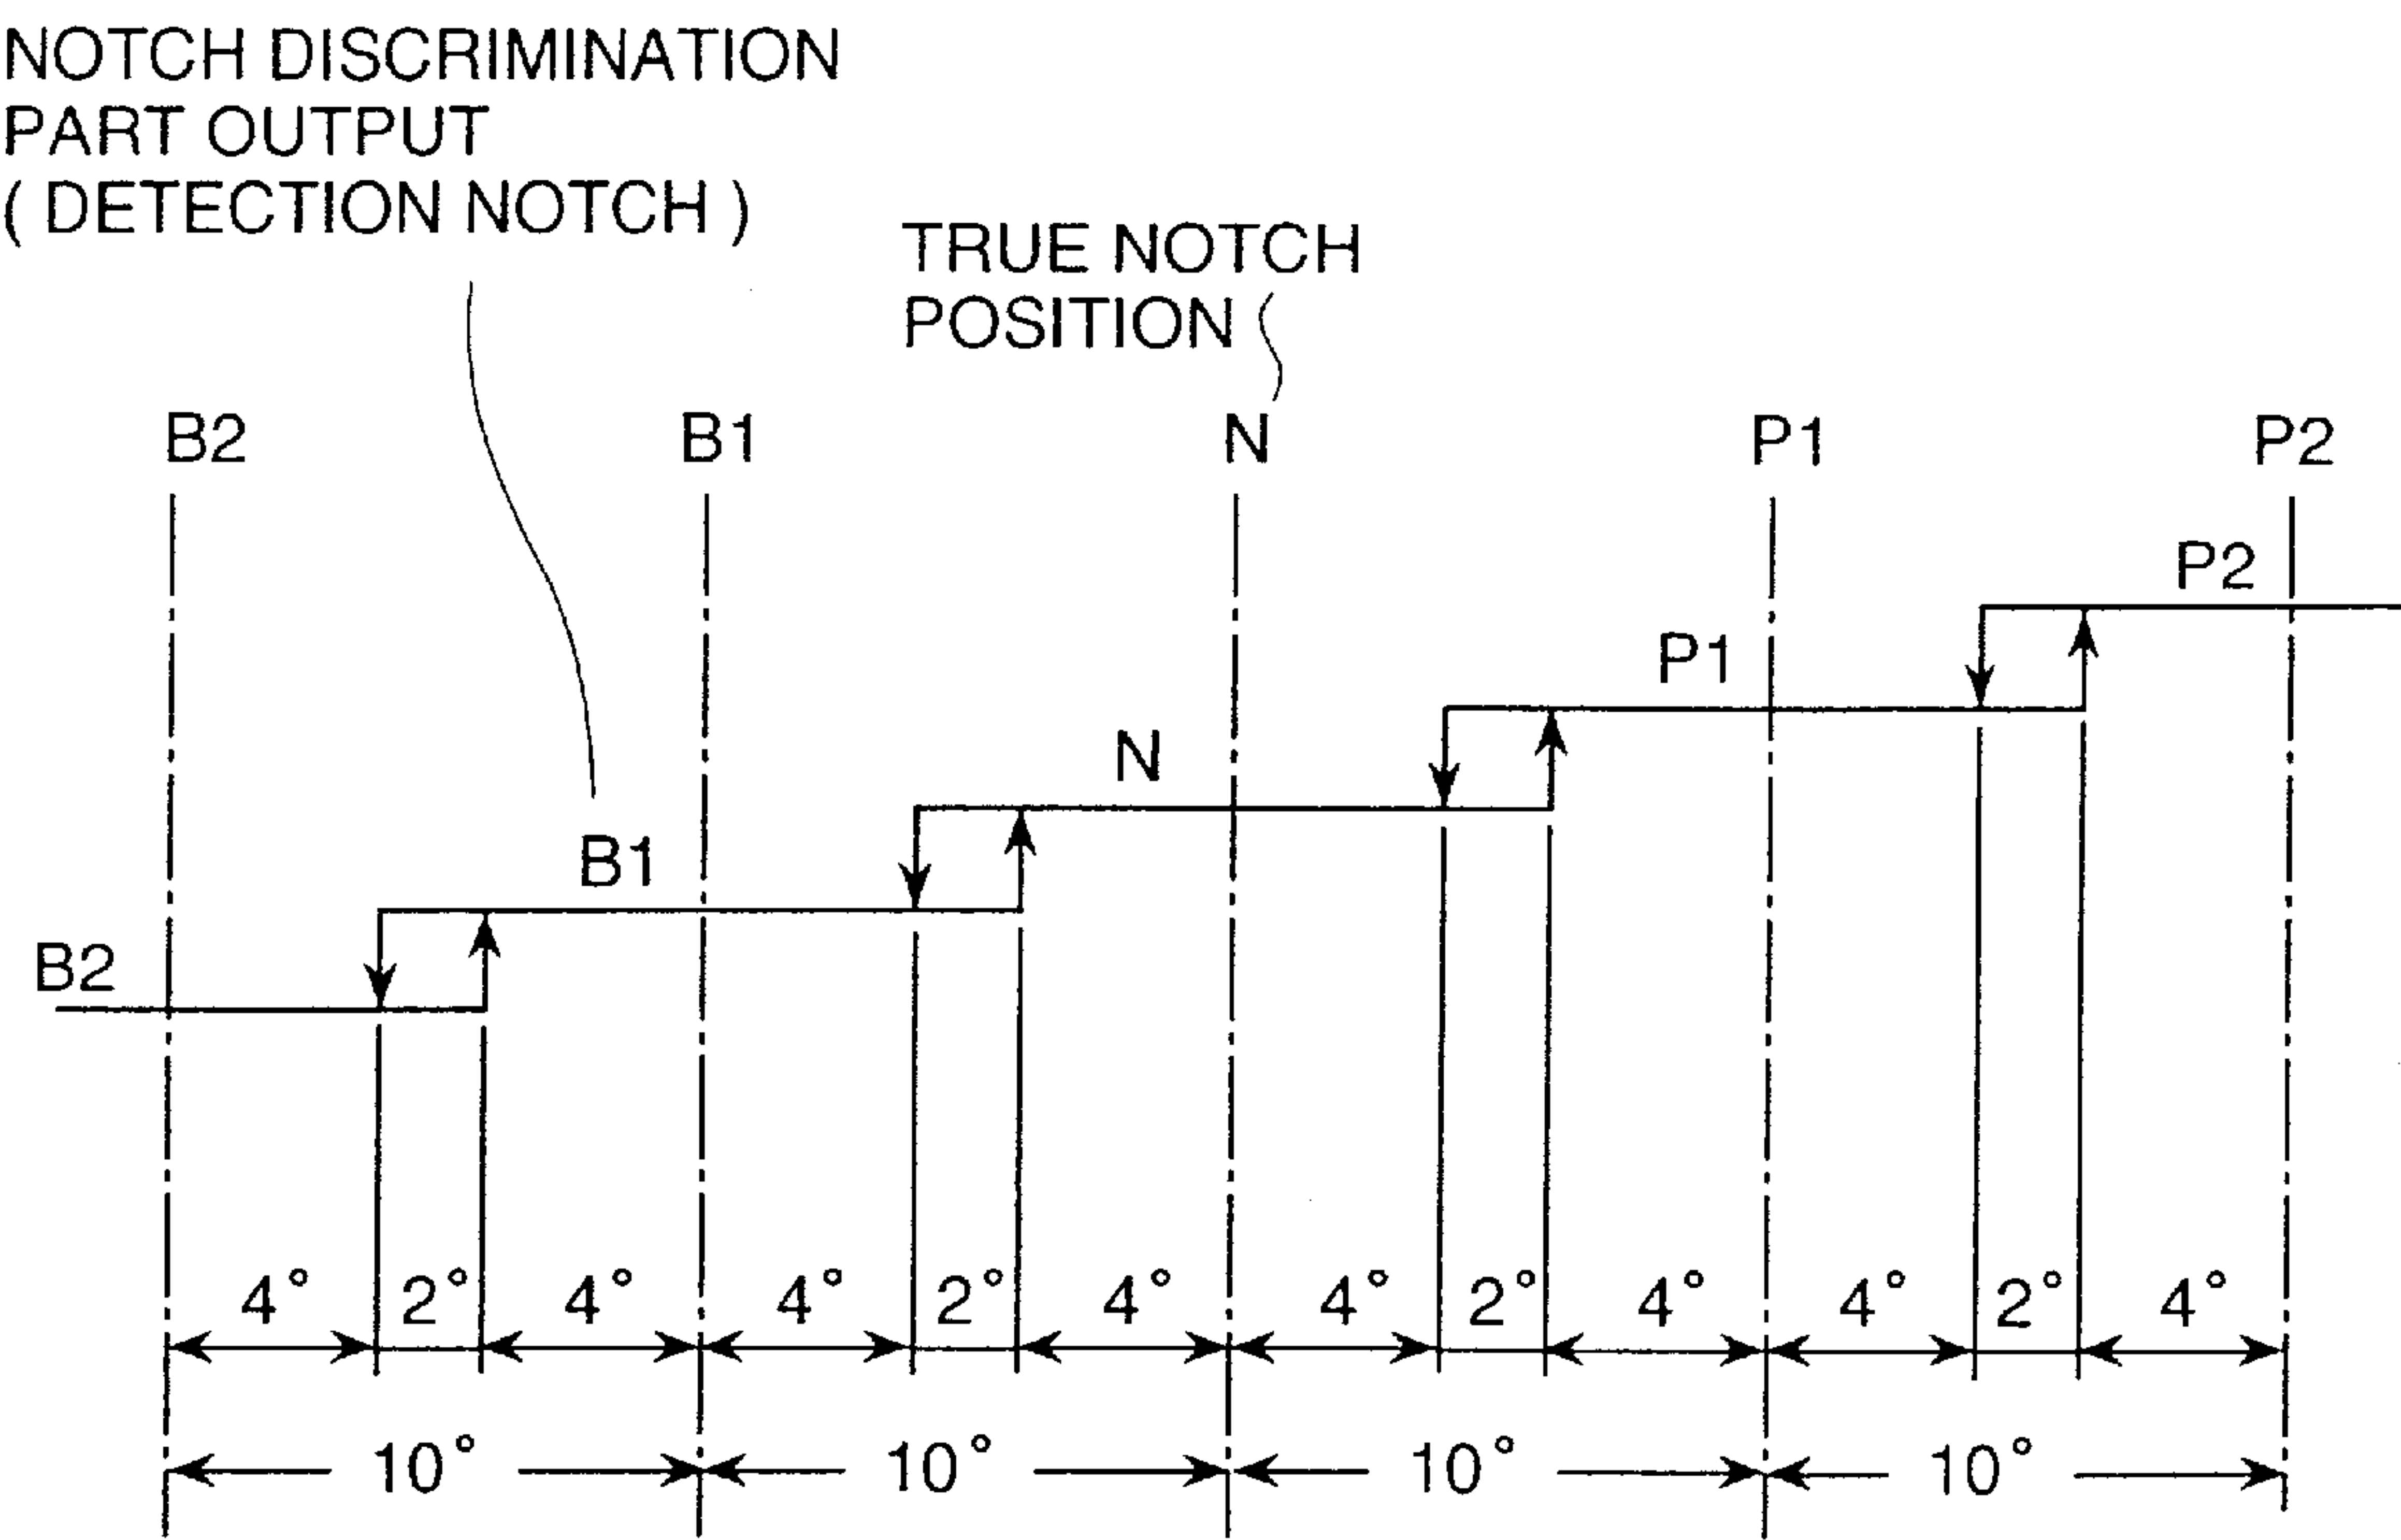 NOTCH DISCRIMINATION
PART OUTPUT
( DETECTION NOTCH )
TRUE NOTCH
POSITION
B2 B1 N P1 P2
P2
P1
N
B1
B2
4° 2° 4° 4° 2° 4° 4° 2° 4° 4° 2° 4°
10° 10° 10° 10°